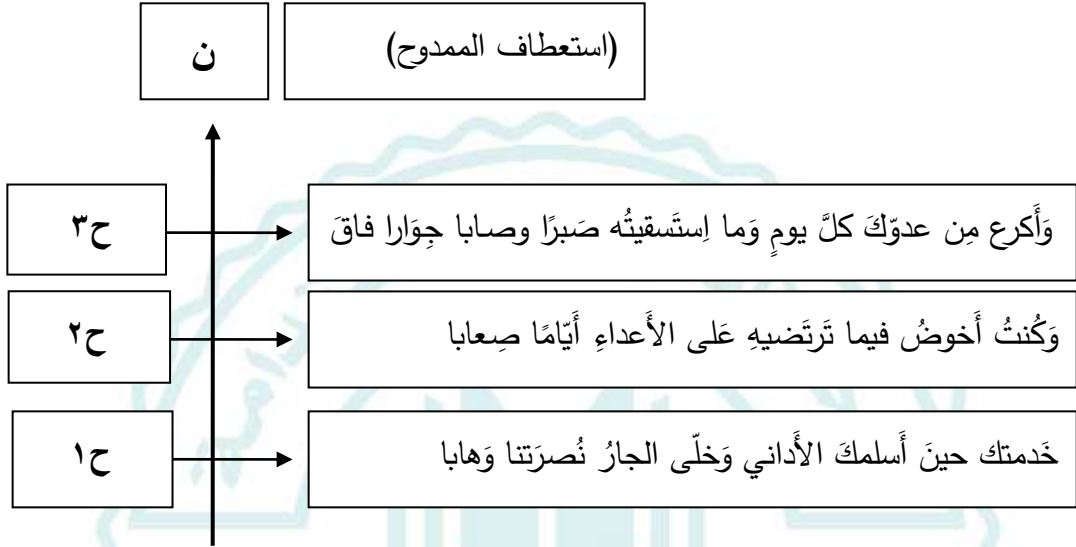 ن
(استعطاف الممدوح)
ح٣
وَأَكرع مِن عدوّكَ كلَّ يومٍ وَما اِستَسقيتُه صَبرًا وصابا جِوَارا فاقَ
ح٢
وَكُنتُ أَخوضُ فيما تَرتَضيهِ عَلى الأَعداءِ أَيّامًا صِعابا
ح١
خَدمتك حينَ أَسلمكَ الأَداني وَخلّى الجارُ نُصرَتنا وَهابا